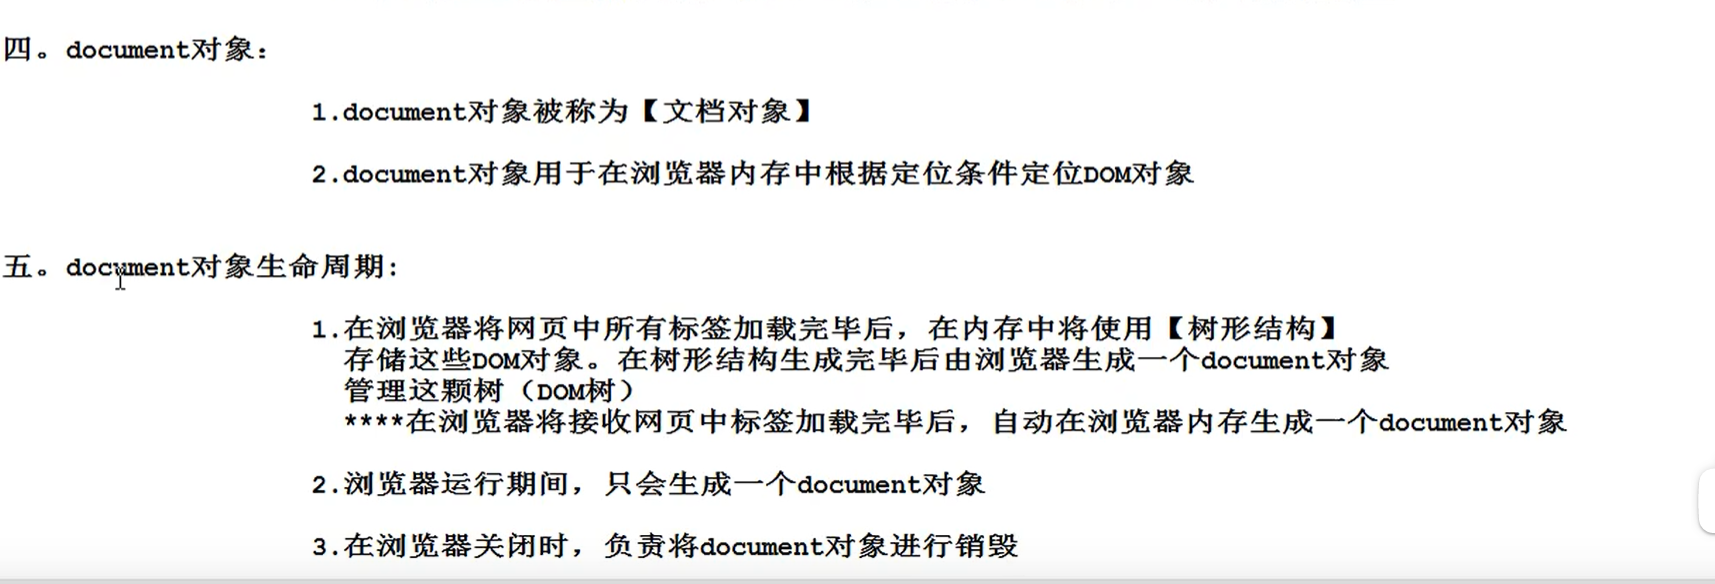 四。document对象：
1.document对象被称为【文档对象】
2.document对象用于在浏览器内存中根据定位条件定位DOM对象
五。document对象生命周期:
1.在浏览器将网页中所有标签加载完毕后，在内存中将使用【树形结构】
存储这些DOM对象。在树形结构生成完毕后由浏览器生成一个document对象
管理这颗树（DOM树）
****在浏览器将接收网页中标签加载完毕后，自动在浏览器内存生成一个document对象
2.浏览器运行期间，只会生成一个document对象
3.在浏览器关闭时，负责将document对象进行销毁